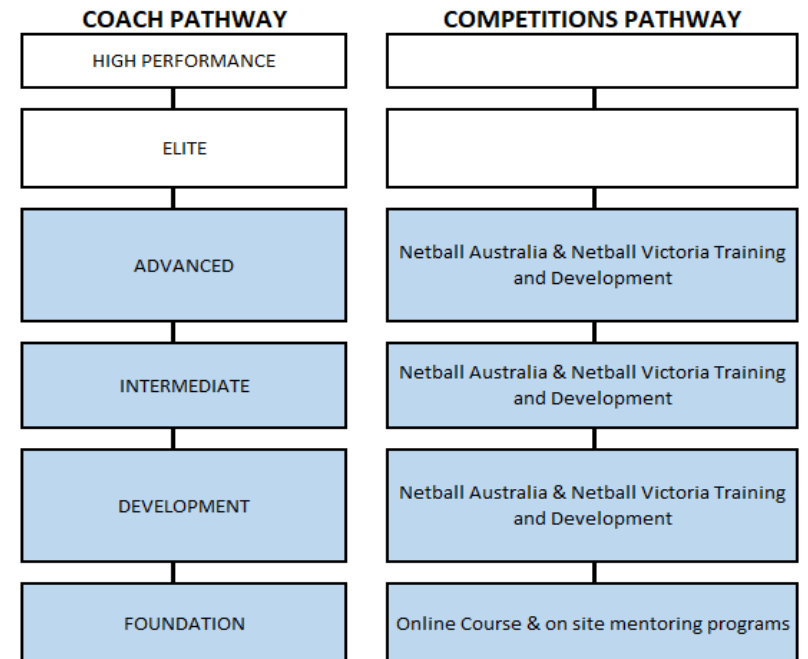 COACH PATHWAY
COMPETITIONS PATHWAY
HIGH PERFORMANCE
ELITE
ADVANCED
Netball Australia & Netball Victoria Training
and Development
INTERMEDIATE
Netball Australia & Netball Victoria Training
and Development
DEVELOPMENT
Netball Australia & Netball Victoria Training
and Development
FOUNDATION
Online Course & on site mentoring programs